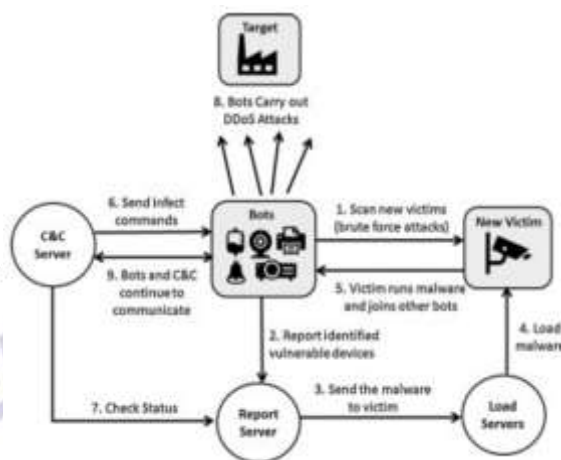 Target
8. Bots Carry out
DDoS Attacks
6. Send Infect
commands
Bots
1. Scan new victims
(brute force attacks)
New Victim
C&C
Server
9. Bots and C&C
continue to
communicate
5. Victim runs malware
and joins other bots
2. Report identified
vulnerable devices
4. Load
malware
3. Send the malware
to victim
7. Check Status
Report
Server
Load
Servers